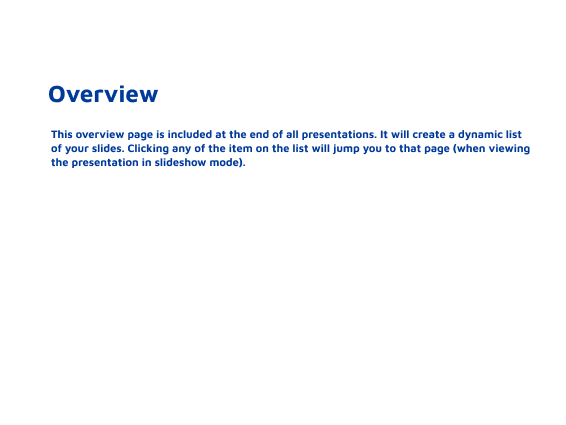 Overview
This overview page is included at the end of all presentations. It will create a dynamic list
of your slides. Clicking any of the item on the list will jump you to that page (when viewing
the presentation in slideshow mode).